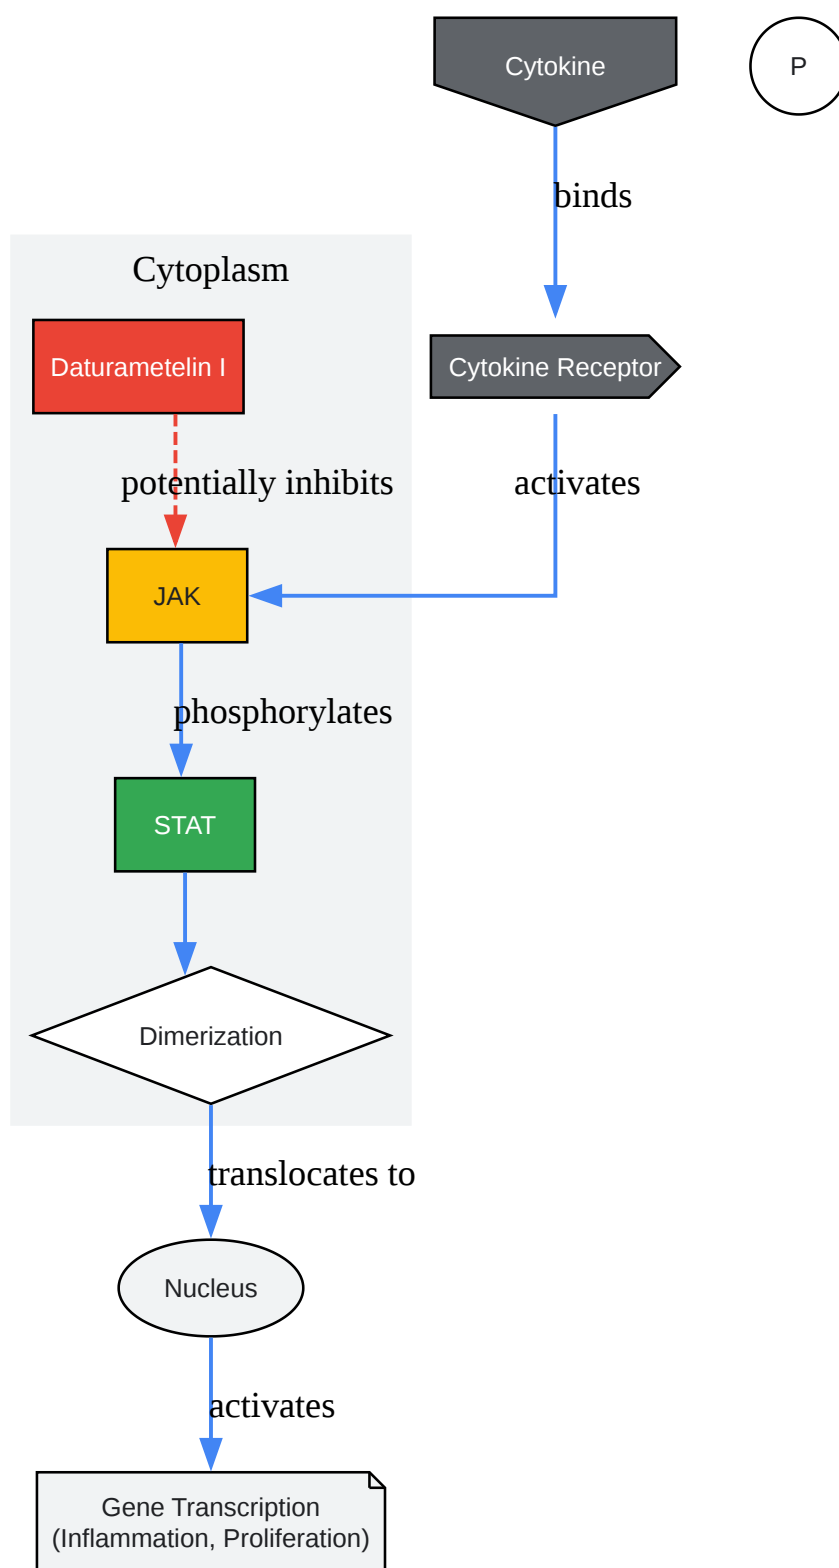 Cytokine
P
binds
Cytoplasm
Daturametelin I
Cytokine Receptor
potentially inhibits
activates
JAK
phosphorylates
STAT
Dimerization
translocates to
Nucleus
activates
Gene Transcription
(Inflammation, Proliferation)